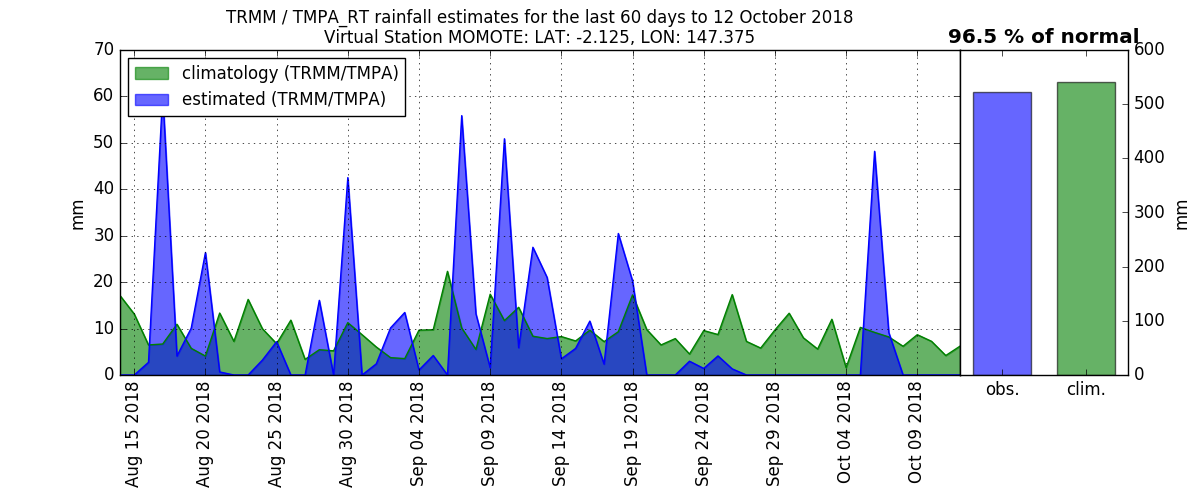 TRMM / TMPA_RT rainfall estimates for the last 60 days to 12 October 2018
Virtual Station MOMOTE: LAT: -2.125, LON: 147.375
96.5 % of normal
climatology (TRMM/TMPA)
estimated (TRMM/TMPA)
mm
70
60
50
40
30
20
10
0
Aug 15 2018
Aug 20 2018
Aug 25 2018
Aug 30 2018
Sep 04 2018
Sep 09 2018
Sep 14 2018
Sep 19 2018
Sep 24 2018
Sep 29 2018
Oct 04 2018
Oct 09 2018
obs.
clim.
600
500
400
300
200
100
0
mm